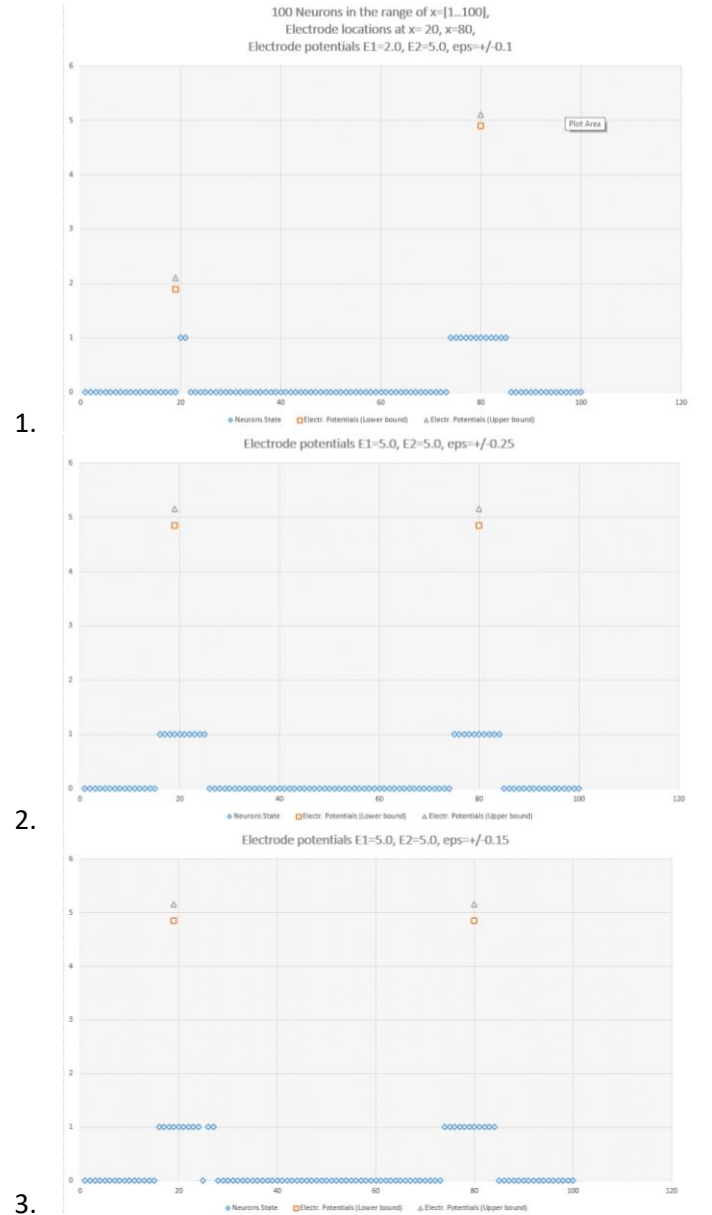 100 Neurons in the range of x=[1..100],
Electrode locations at x= 20, x=80,
Electrode potentials E1=2.0, E2=5.0, eps=+/-0.1
6
5
Plot Area
4
3
2
1
0
0 20 40 60 80 100 120
Neurons State Electr. Potentials (Lower bound) Electr. Potentials (Upper bound)
1.
Electrode potentials E1=5.0, E2=5.0, eps=+/-0.25
6
5
4
3
2
1
0
0 20 40 60 80 100 120
Neurons State Electr. Potentials (Lower bound) Electr. Potentials (Upper bound)
2.
Electrode potentials E1=5.0, E2=5.0, eps=+/-0.15
6
5
4
3
2
1
0
0 20 40 60 80 100 120
Neurons State Electr. Potentials (Lower bound) Electr. Potentials (Upper bound)
3.